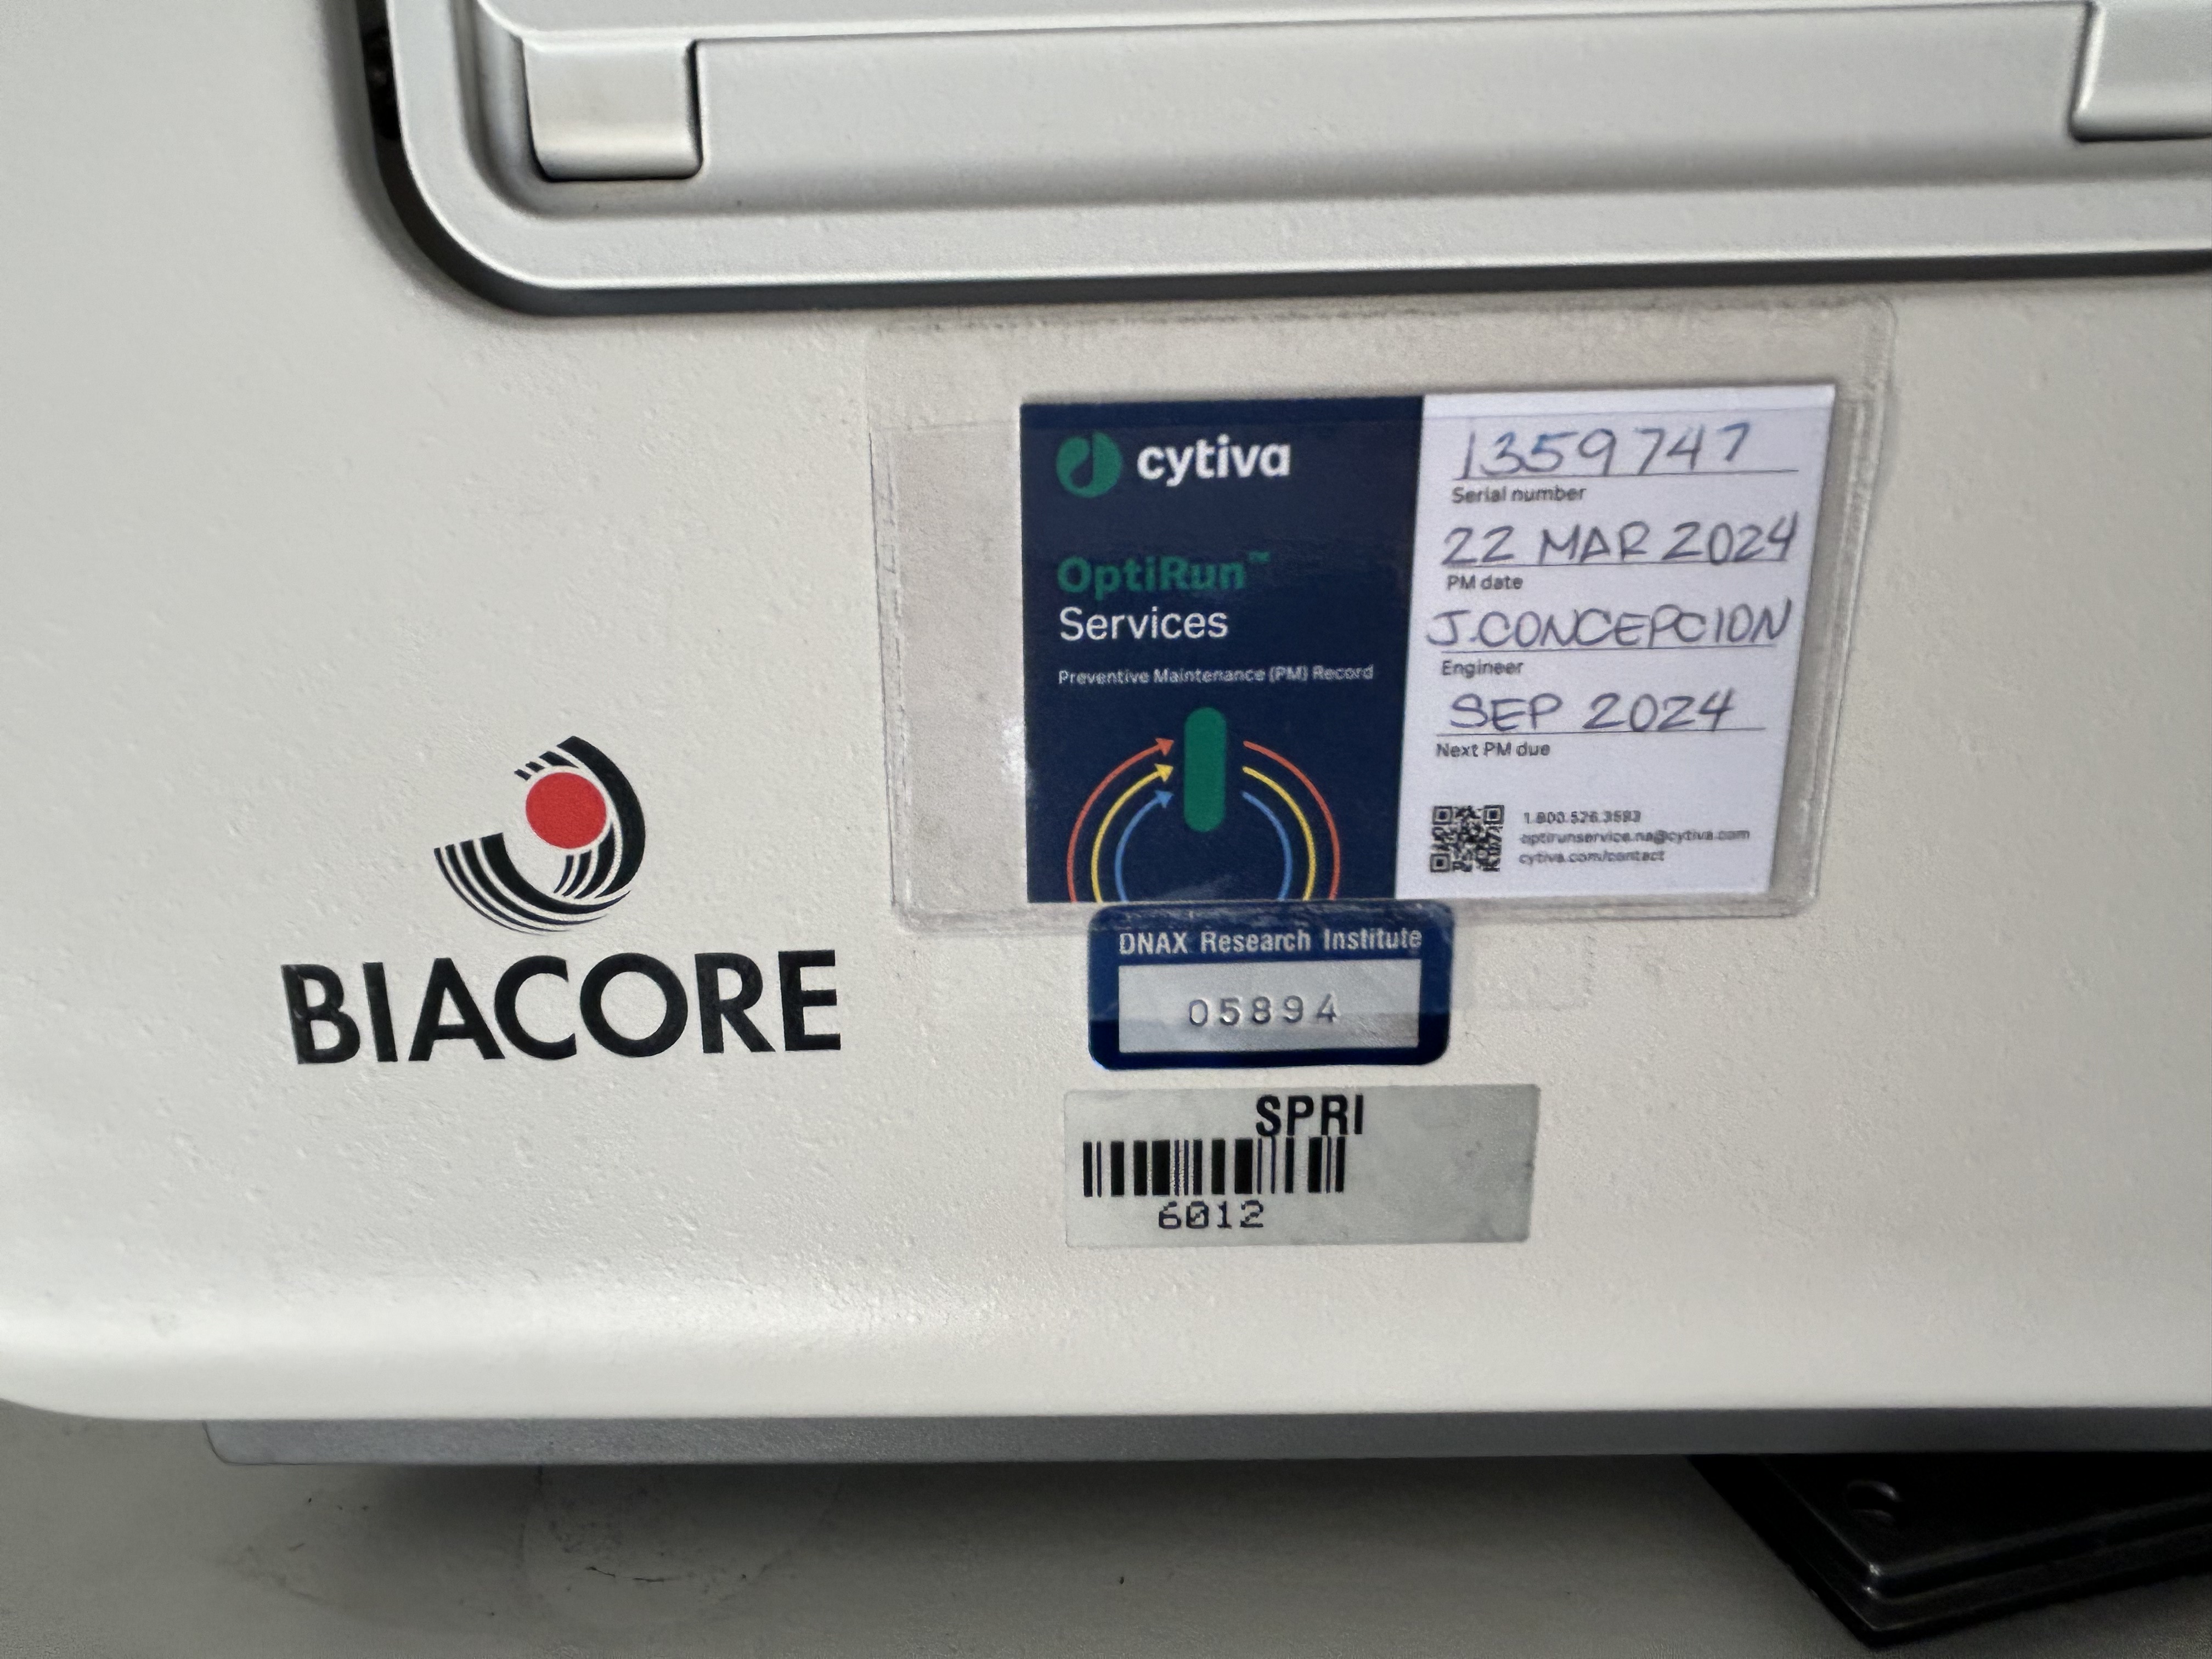 cytiva
OptiRun™
Services
Preventive Maintenance (PM) Record
1359747
Serial number
22 MAR 2024
PM date
J.CONCEPCION
Engineer
SEP 2024
Next PM due
1.800.526.3593
optirunservice.na@cytiva.com
cytiva.com/contact
BIACORE
DNAX Research Institute
05894
SPRI
6012